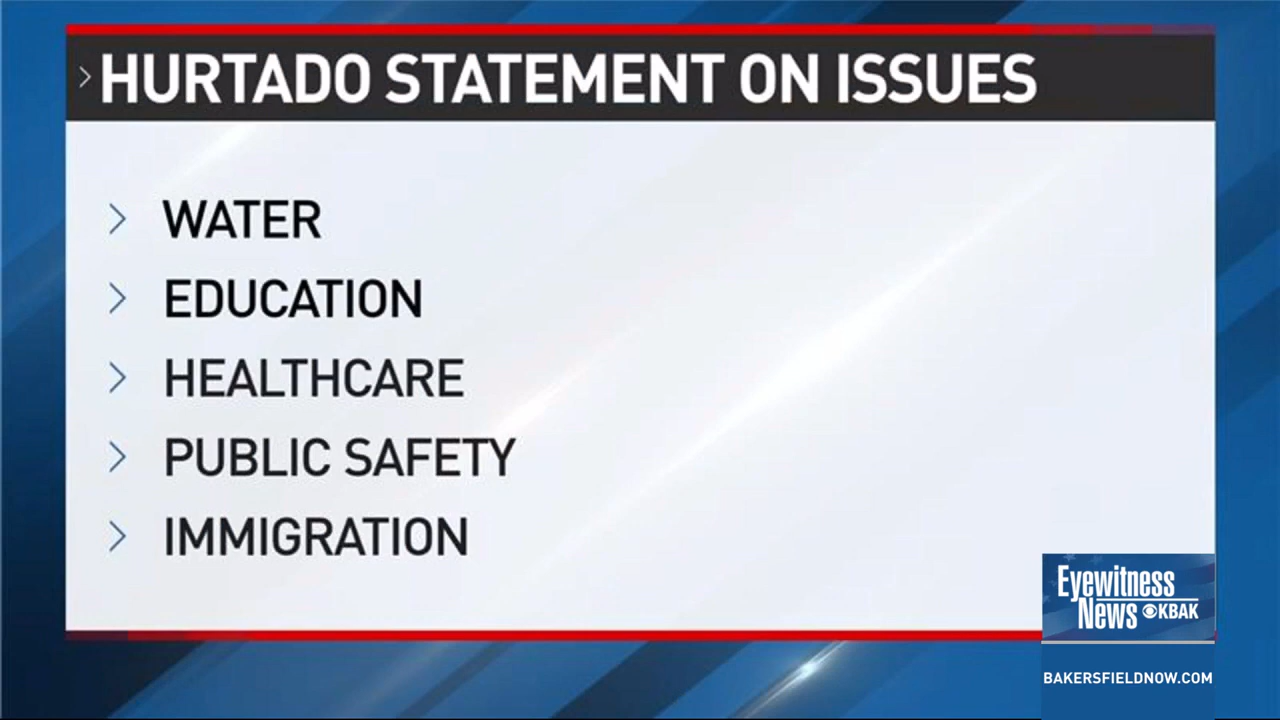 HURTADO STATEMENT ON ISSUES
WATER
EDUCATION
HEALTHCARE
PUBLIC SAFETY
IMMIGRATION
Eyewitness
News KBAK
BAKERSFIELDNOW.COM